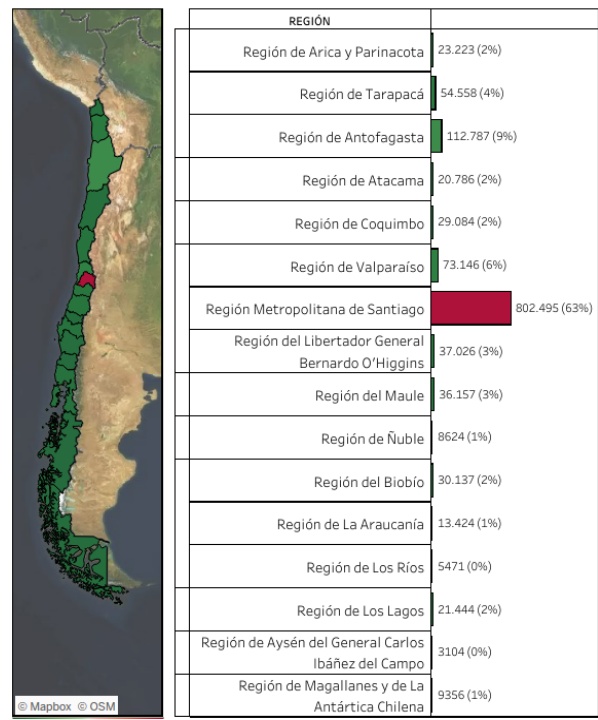 REGIÓN
Región de Arica y Parinacota 23.223 (2%)
Región de Tarapacá 54.558 (4%)
Región de Antofagasta 112.787 (9%)
Región de Atacama 20.786 (2%)
Región de Coquimbo 29.084 (2%)
Región de Valparaíso 73.146 (6%)
Región Metropolitana de Santiago 802.495 (63%)
Región del Libertador General
Bernardo O’Higgins 37.026 (3%)
Región del Maule 36.157 (3%)
Región de Ñuble 8624 (1%)
Región del Biobío 30.137 (2%)
Región de La Araucanía 13.424 (1%)
Región de Los Ríos 5471 (0%)
Región de Los Lagos 21.444 (2%)
Región de Aysén del General Carlos
Ibáñez del Campo 3104 (0%)
Región de Magallanes y de La
Antártica Chilena 9356 (1%)
© Mapbox © OSM